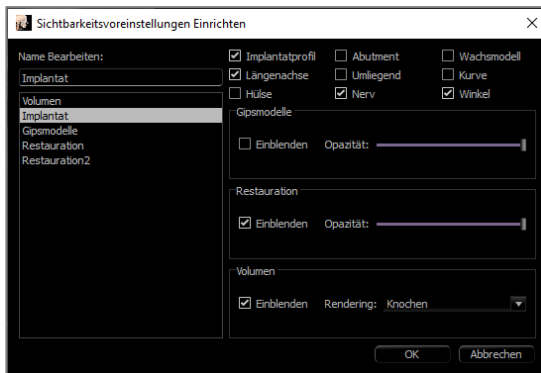 Sichtbarkeitsvoreinstellungen Einrichten
Name Bearbeiten:
Implantat
Volumen
Implantat
Gipsmodelle
Restauration
Restauration2
Implantatprofil Abutment Wachsmodell
Längenachse Umliegend Kurve
Hülse Nerv Winkel
Gipsmodelle
Einblenden Opazität:
Restauration
Einblenden Opazität:
Volumen
Einblenden Rendering: Knochen
OK Abbrechen